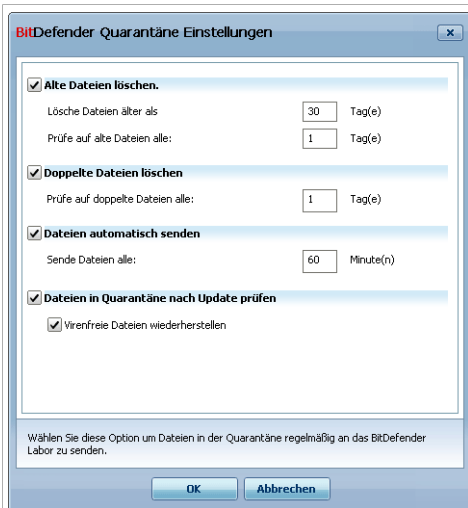 BitDefender Quarantäne Einstellungen
Alte Dateien löschen.
Lösche Dateien älter als 30 Tag(e)
Prüfe auf alte Dateien alle: 1 Tag(e)
Doppelte Dateien löschen
Prüfe auf doppelte Dateien alle: 1 Tag(e)
Dateien automatisch senden
Sende Dateien alle: 60 Minute(n)
Dateien in Quarantäne nach Update prüfen
Virenfreie Dateien wiederherstellen
Wählen Sie diese Option um Dateien in der Quarantäne regelmäßig an das BitDefender
Labor zu senden.
OK Abbrechen